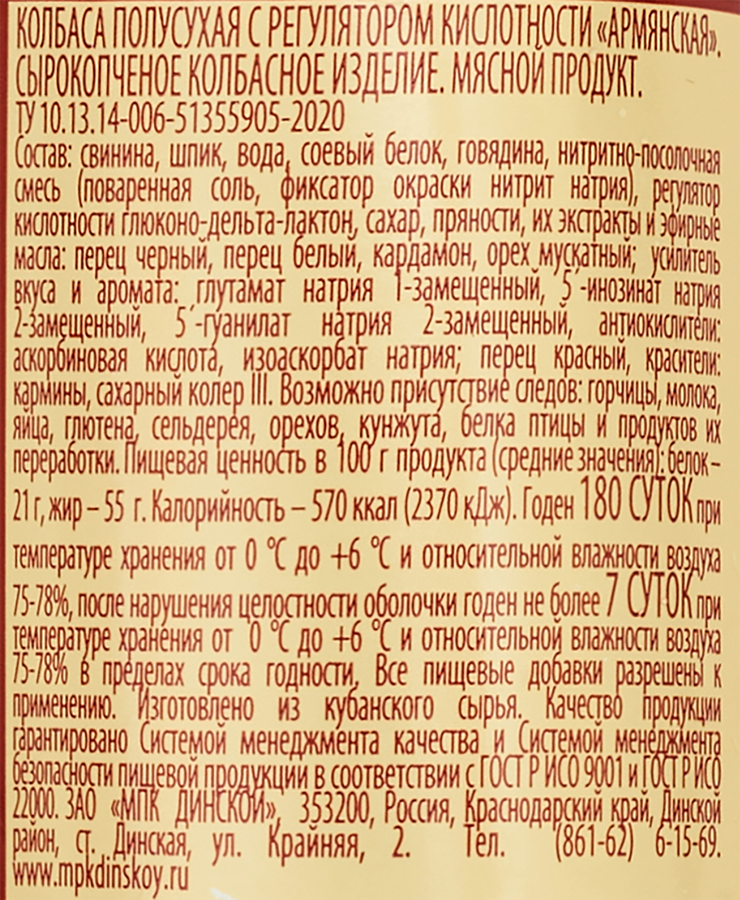 КОЛБАСА ПОЛУСУХАЯ С РЕГУЛЯТОРОМ КИСЛОТНОСТИ «АРМЯНСКАЯ».
СЫРОКОПЧЕНОЕ КОЛБАСНОЕ ИЗДЕЛИЕ. МЯСНОЙ ПРОДУКТ.
ТУ 10.13.14-006-51355905-2020
Состав: свинина, шпик, вода, соевый белок, говядина, нитритно-посолочная
смесь (поваренная соль, фиксатор окраски нитрит натрия), регулятор
кислотности глюконо-дельта-лактон, сахар, пряности, их экстракты и эфирные
масла: перец черный, перец белый, кардамон, орех мускатный; усилитель
вкуса и аромата: глутамат натрия 1-замещенный, 5´-инозинат натрия
2-замещенный, 5´-гуанилат натрия 2-замещенный, антиокислители:
аскорбиновая кислота, изоаскорбат натрия; перец красный, красители:
кармины, сахарный колер III. Возможно присутствие следов: горчицы, молока,
яйца, глютена, сельдерея, орехов, кунжута, белка птицы и продуктов их
переработки. Пищевая ценность в 100 г продукта (средние значения): белок –
21 г, жир – 55 г. Калорийность – 570 ккал (2370 кДж). Годен 180 СУТОК при
температуре хранения от 0 °С до +6 °С и относительной влажности воздуха
75-78%, после нарушения целостности оболочки годен не более 7 СУТОК при
температуре хранения от 0 °С до +6 °С и относительной влажности воздуха
75-78% в пределах срока годности. Все пищевые добавки разрешены к
применению. Изготовлено из кубанского сырья. Качество продукции
гарантировано Системой менеджмента качества и Системой менеджмента
безопасности пищевой продукции в соответствии с ГОСТ Р ИСО 9001 и ГОСТ Р ИСО
22000. ЗАО «МПК ДИНСКОЙ», 353200, Россия, Краснодарский край, Динской
район, ст. Динская, ул. Крайняя, 2. Тел. (861-62) 6-15-69.
www.mpkdinskoy.ru